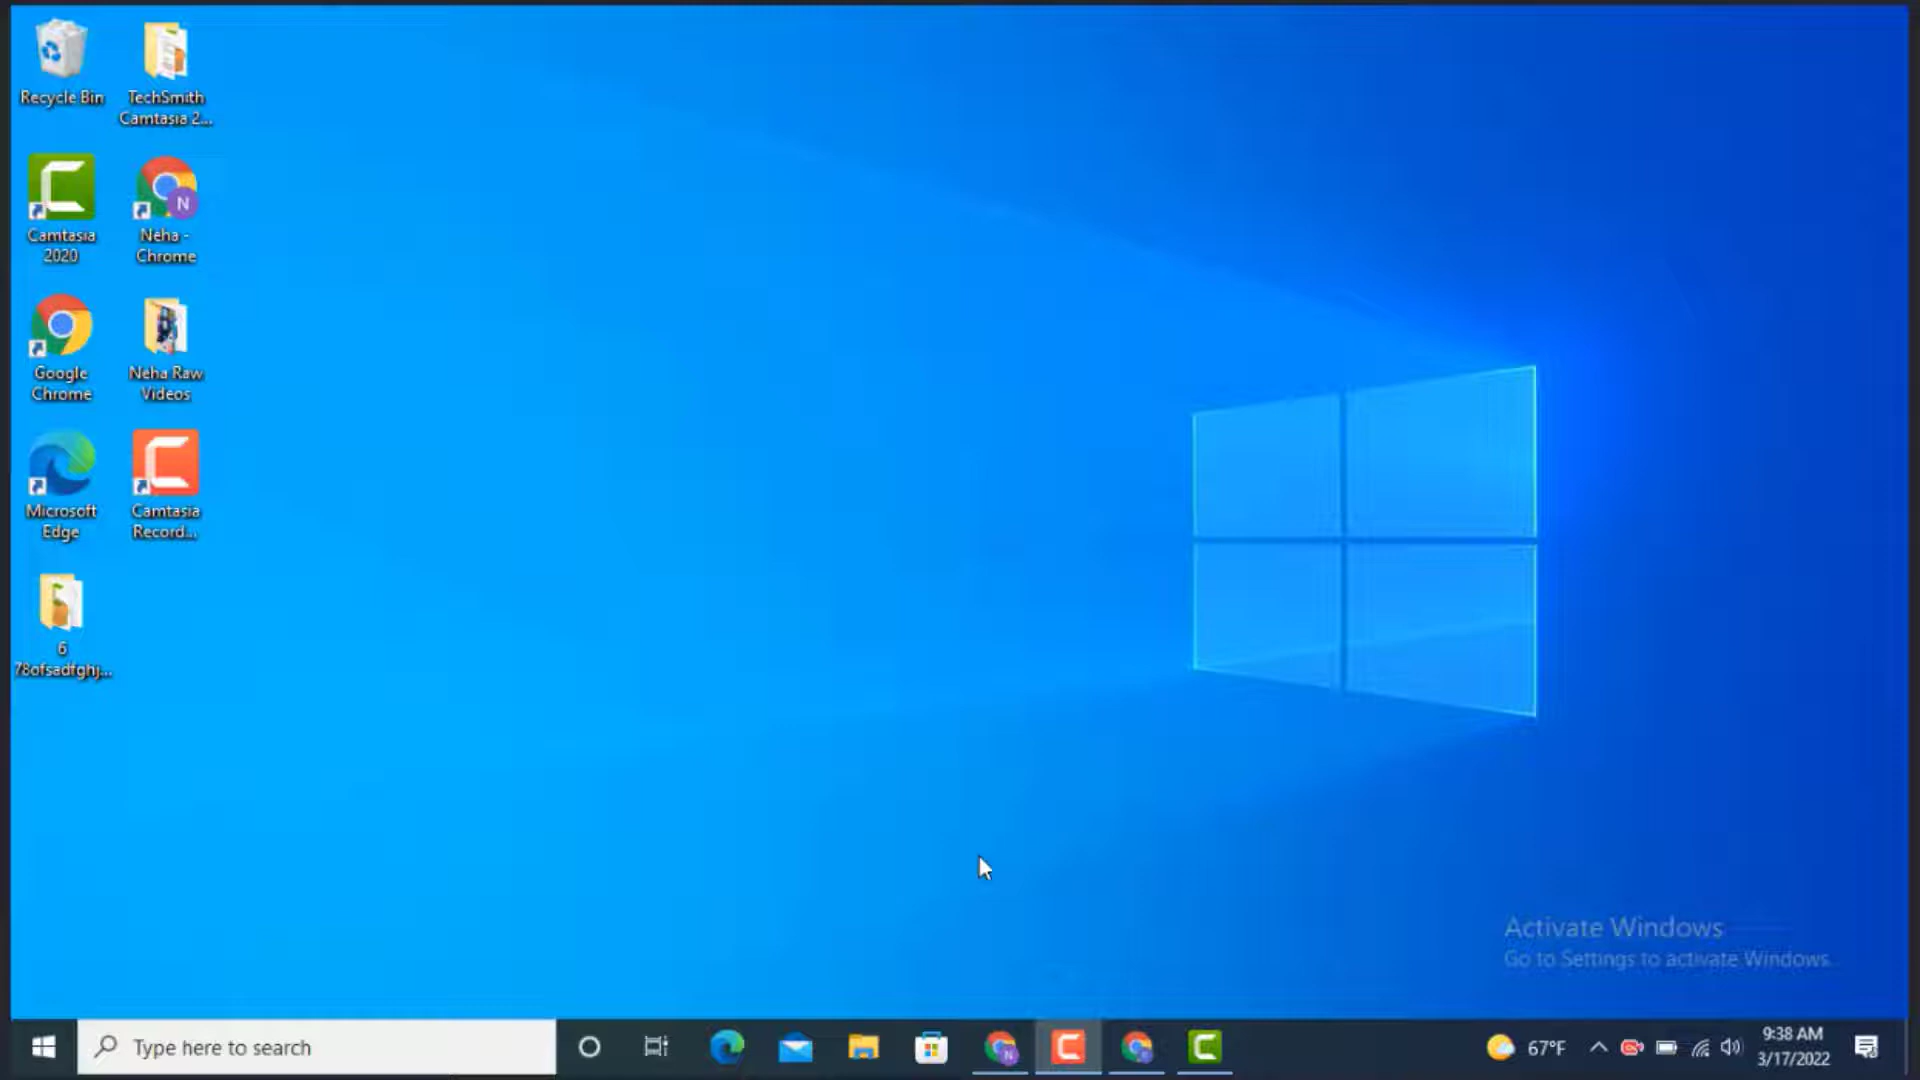 Recycle Bin
TechSmith
Camtasia 2...
Camtasia
2020
N
Neha -
Chrome
Google
Chrome
Neha Raw
Videos
Microsoft
Edge
Camtasia
Record...
6
78ofsadfghj...
Activate Windows
Go to Settings to activate Windows.
Type here to search
N
67°F
9:38 AM
3/17/2022